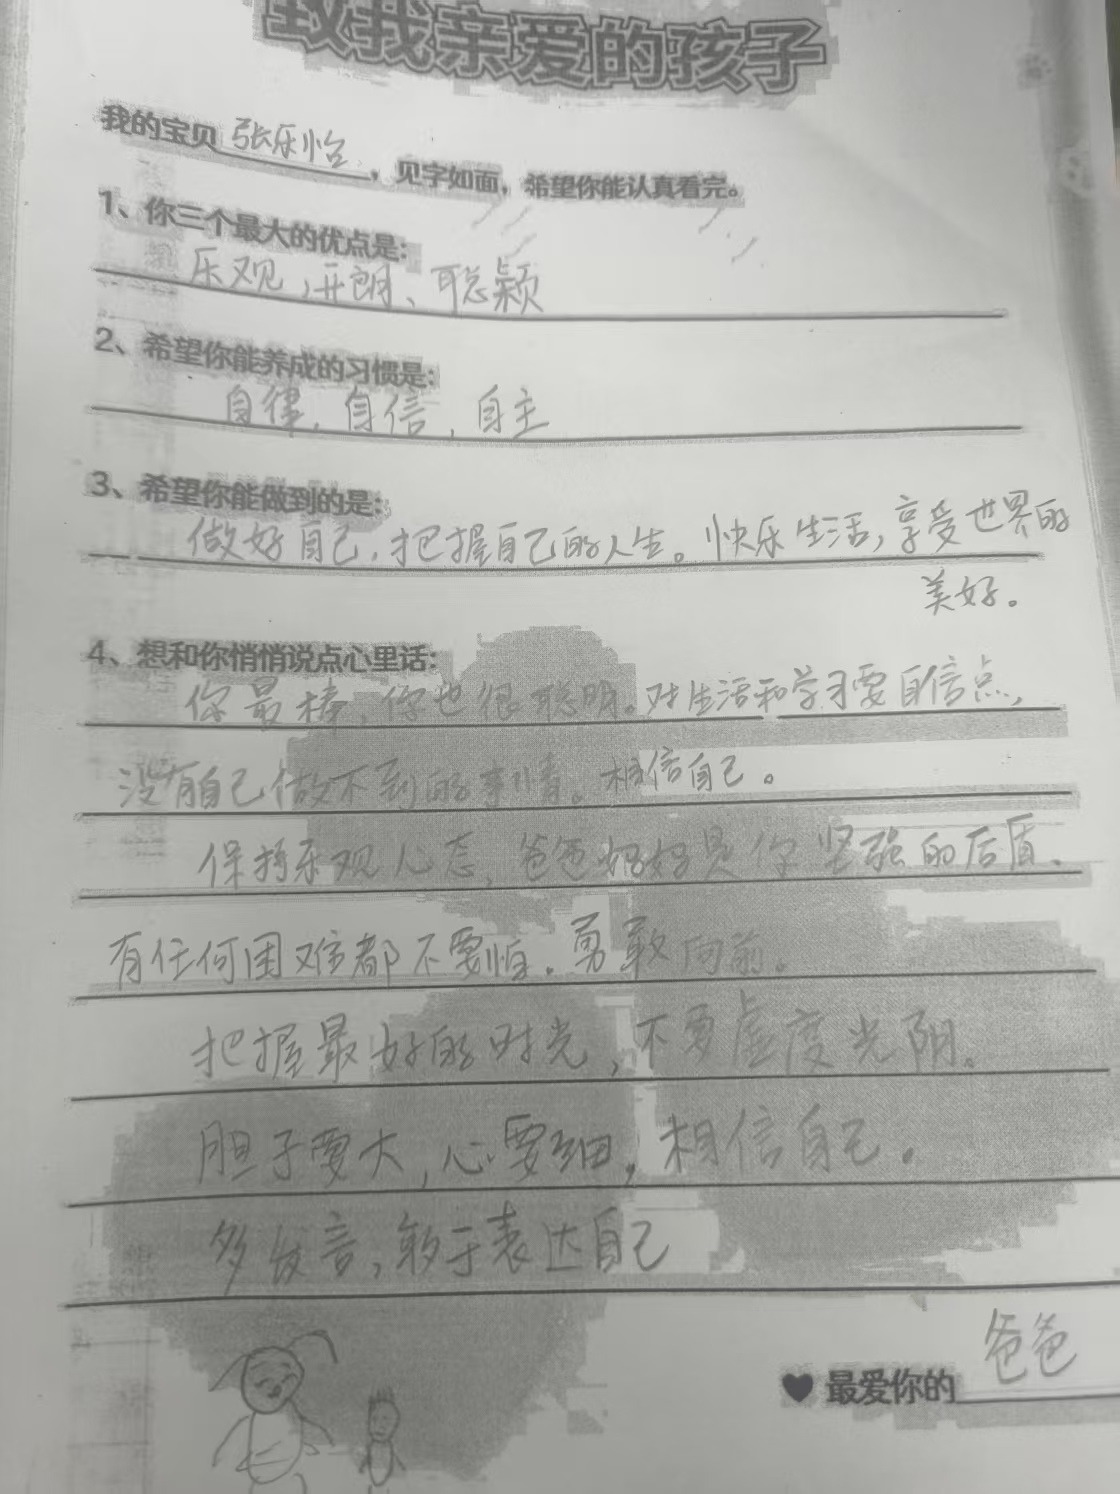 致我亲爱的孩子
我的宝贝张乐怡，见字如面，希望你能认真看完。
1、你三个最大的优点是：
乐观，开朗、聪颖
2、希望你能养成的习惯是：
自律，自信，自主
3、希望你能做到的是：
做好自己，把握自己的人生。快乐生活，享受世界的
美好。
4、想和你悄悄说点心里话：
你最棒，你也很聪明。对生活和学习要自信点，
没有自己做不到的事情。相信自己。
保持乐观心态，爸爸妈妈是你坚强的后盾。
有任何困难都不要怕。勇敢向前。
把握最好的时光，不要虚度光阴。
胆子要大，心要细，相信自己。
多发言，敢于表达自己
♥ 最爱你的 爸爸